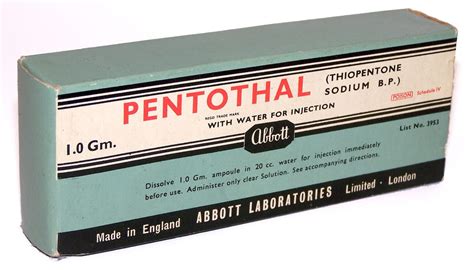 PENTOTHAL
(THIOPENTONE
SODIUM B.P.)
REGD TRADE MARK
WITH WATER FOR INJECTION
POISON Schedule IV
1.0 Gm.
Abbott
List No. 3953
Dissolve 1.0 Gm. ampoule in 20 cc. water for injection immediately
before use. Administer only clear Solution. See accompanying directions.
Made in England ABBOTT LABORATORIES Limited - London